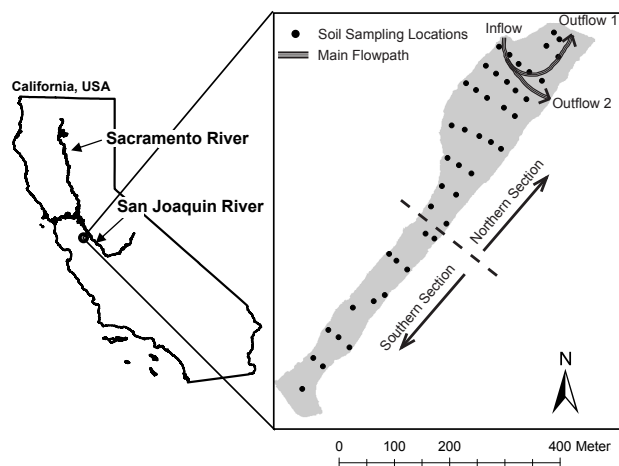 Soil Sampling Locations
Main Flowpath
Inflow
Outflow 1
Outflow 2
California, USA
Sacramento River
San Joaquin River
Northern Section
Southern Section
N
0 100 200 400 Meter